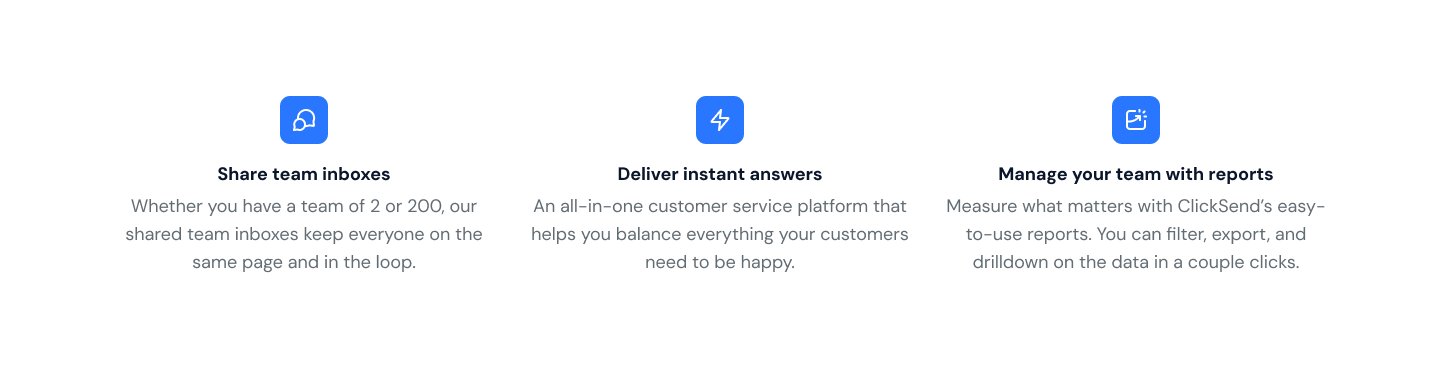 Share team inboxes
Whether you have a team of 2 or 200, our
shared team inboxes keep everyone on the
same page and in the loop.
Deliver instant answers
An all-in-one customer service platform that
helps you balance everything your customers
need to be happy.
Manage your team with reports
Measure what matters with ClickSend’s easy-
to-use reports. You can filter, export, and
drilldown on the data in a couple clicks.